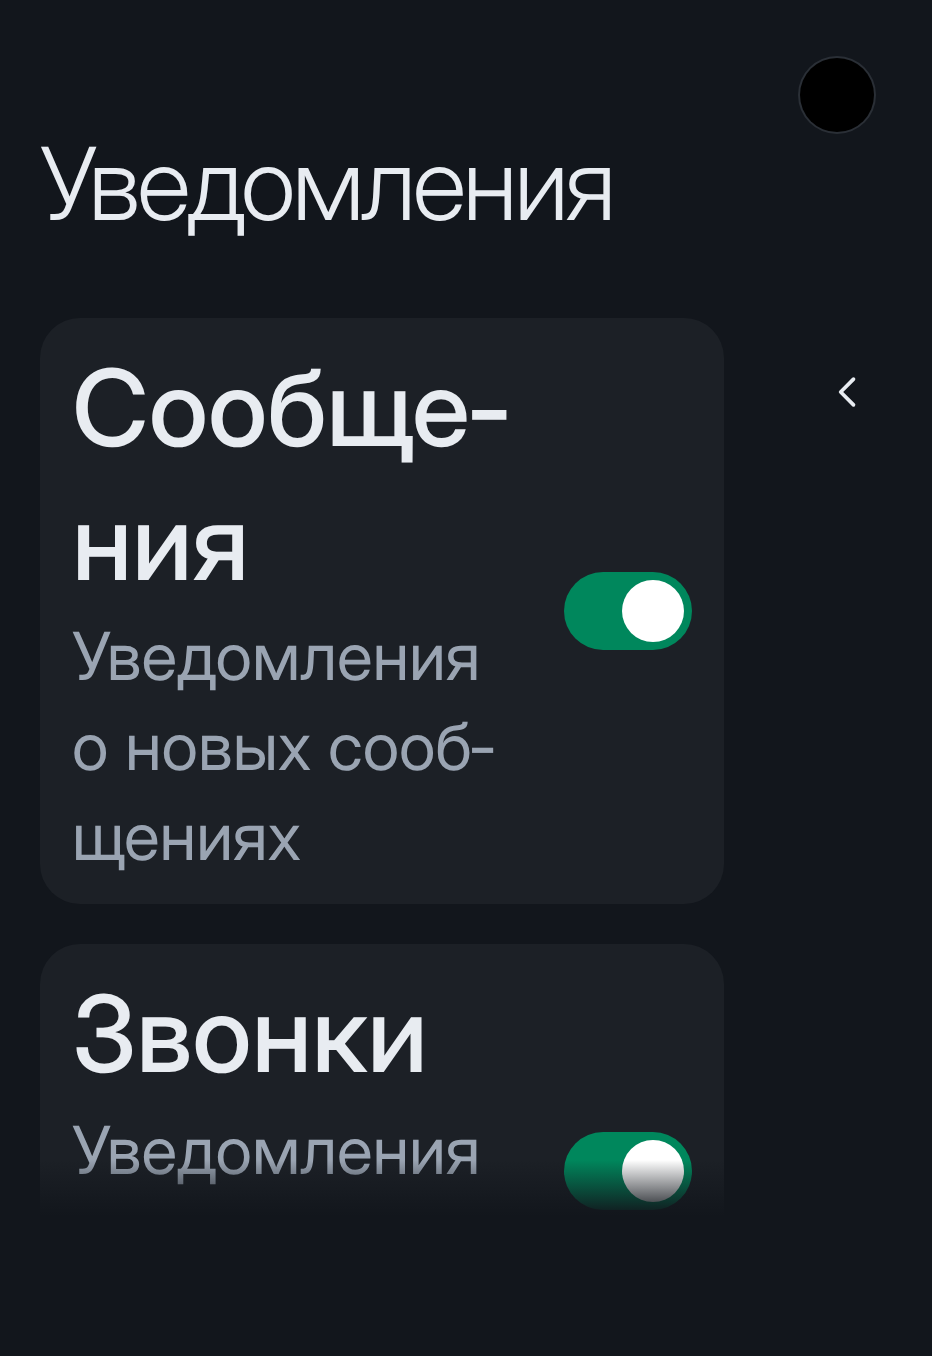 Уведомления
Сообще-
ния
Уведомления
о новых сооб-
щениях
Звонки
Уведомления